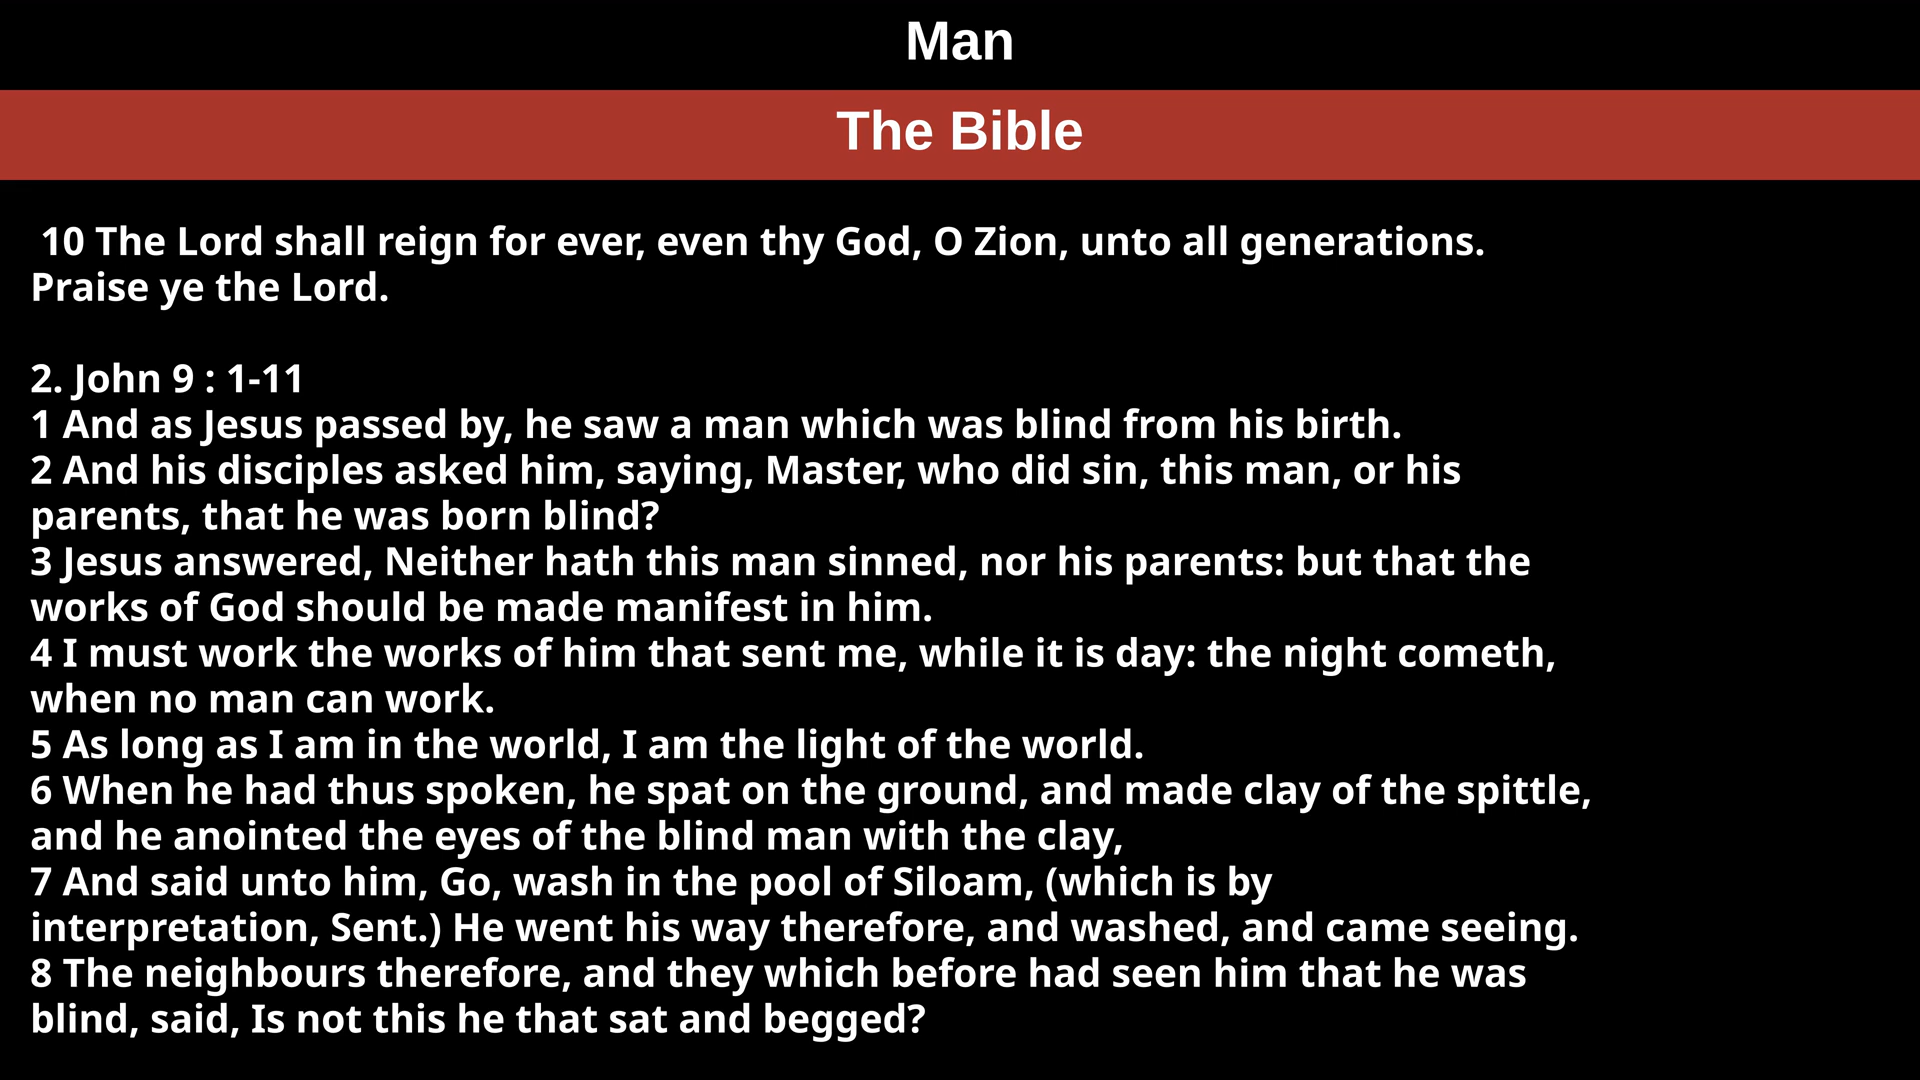 Man
The Bible
10 The Lord shall reign for ever, even thy God, O Zion, unto all generations.
Praise ye the Lord.
2. John 9 : 1-11
1 And as Jesus passed by, he saw a man which was blind from his birth.
2 And his disciples asked him, saying, Master, who did sin, this man, or his
parents, that he was born blind?
3 Jesus answered, Neither hath this man sinned, nor his parents: but that the
works of God should be made manifest in him.
4 I must work the works of him that sent me, while it is day: the night cometh,
when no man can work.
5 As long as I am in the world, I am the light of the world.
6 When he had thus spoken, he spat on the ground, and made clay of the spittle,
and he anointed the eyes of the blind man with the clay,
7 And said unto him, Go, wash in the pool of Siloam, (which is by
interpretation, Sent.) He went his way therefore, and washed, and came seeing.
8 The neighbours therefore, and they which before had seen him that he was
blind, said, Is not this he that sat and begged?